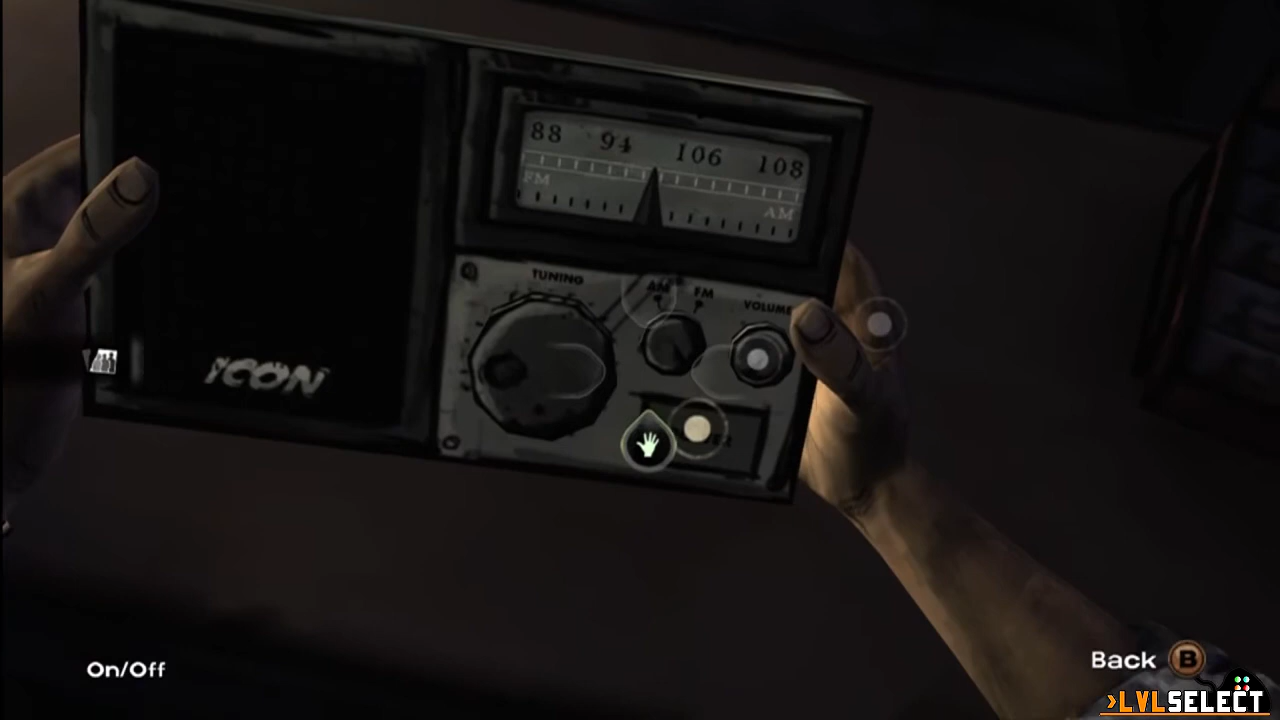 88 94 106 108
FM
AM
TUNING
AM FM
VOLUME
ICON
On/Off
Back B
>LVLSELECT